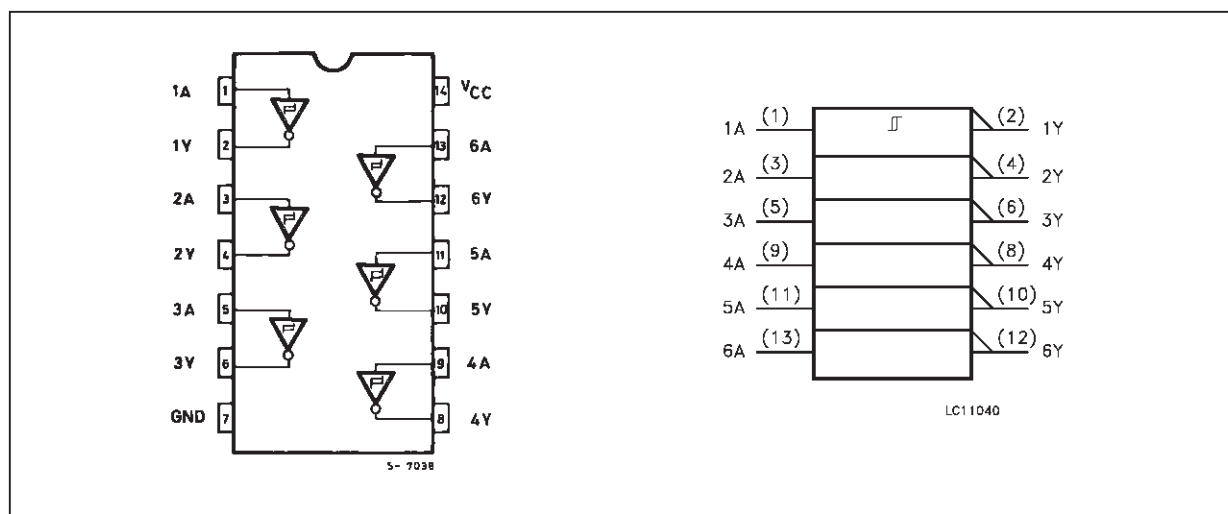 1A 1 14 VCC
1Y 2 13 6A
2A 3 12 6Y
2Y 4 11 5A
3A 5 10 5Y
3Y 6 9 4A
GND 7 8 4Y
S- 7038
1A (1) (2) 1Y
2A (3) (4) 2Y
3A (5) (6) 3Y
4A (9) (8) 4Y
5A (11) (10) 5Y
6A (13) (12) 6Y
LC11040